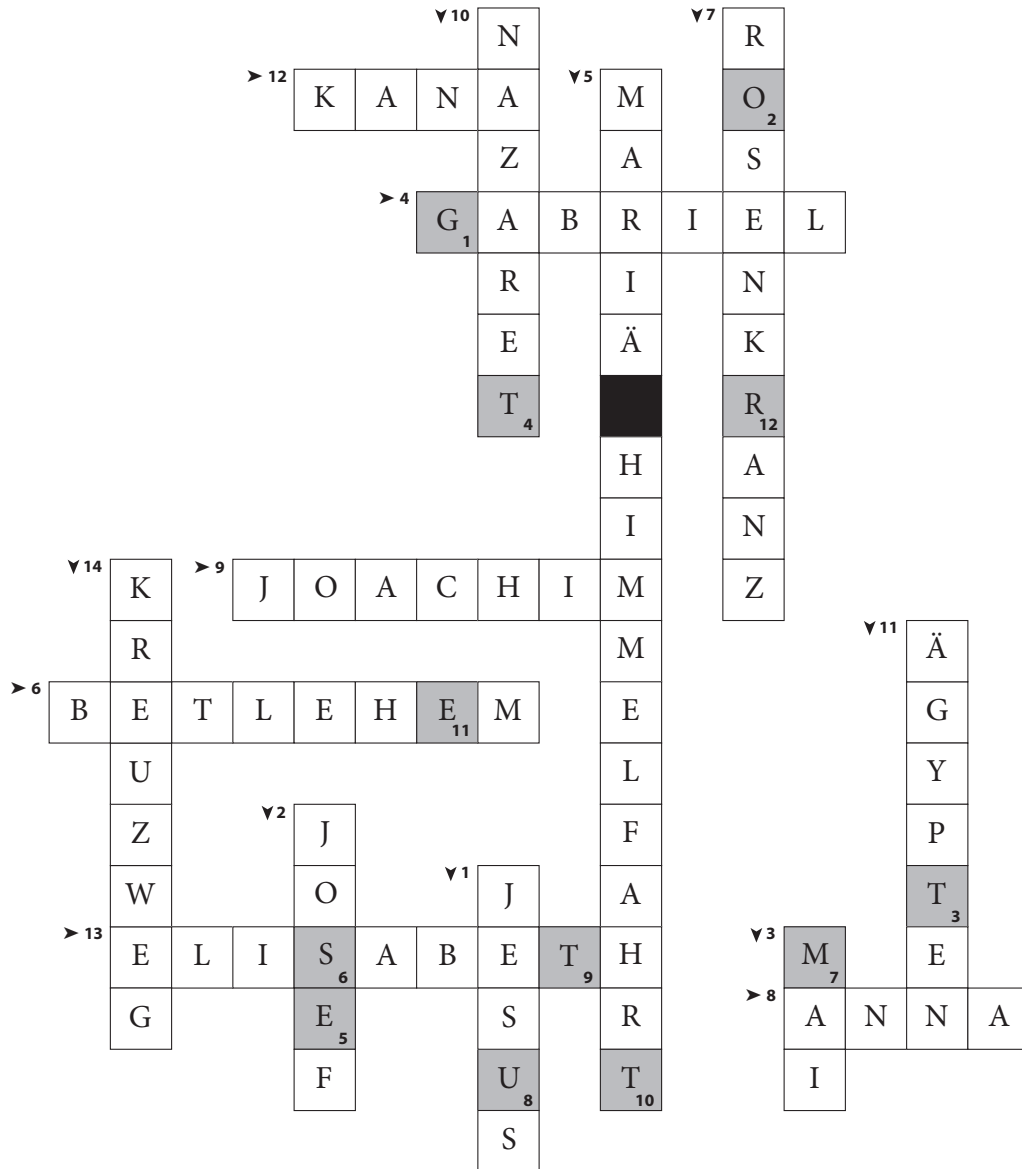 ➤ 10 N ➤ 7 R
➤ 12 K A N A ➤ 5 M O 2
Z A S
➤ 4 G 1 A B R I E L
R I N
E Ä K
T 4 R 12
H A
I N
➤ 14 K ➤ 9 J O A C H I M Z
R M ➤ 11 Ä
➤ 6 B E T L E H E 11 M E G
U L Y
Z ➤ 2 J F P
W O ➤ 1 J A T 3
➤ 13 E L I S 6 A B E T 9 H ➤ 3 M 7 E
G E 5 S R ➤ 8 A N N A
F U 8 T 10 I
S